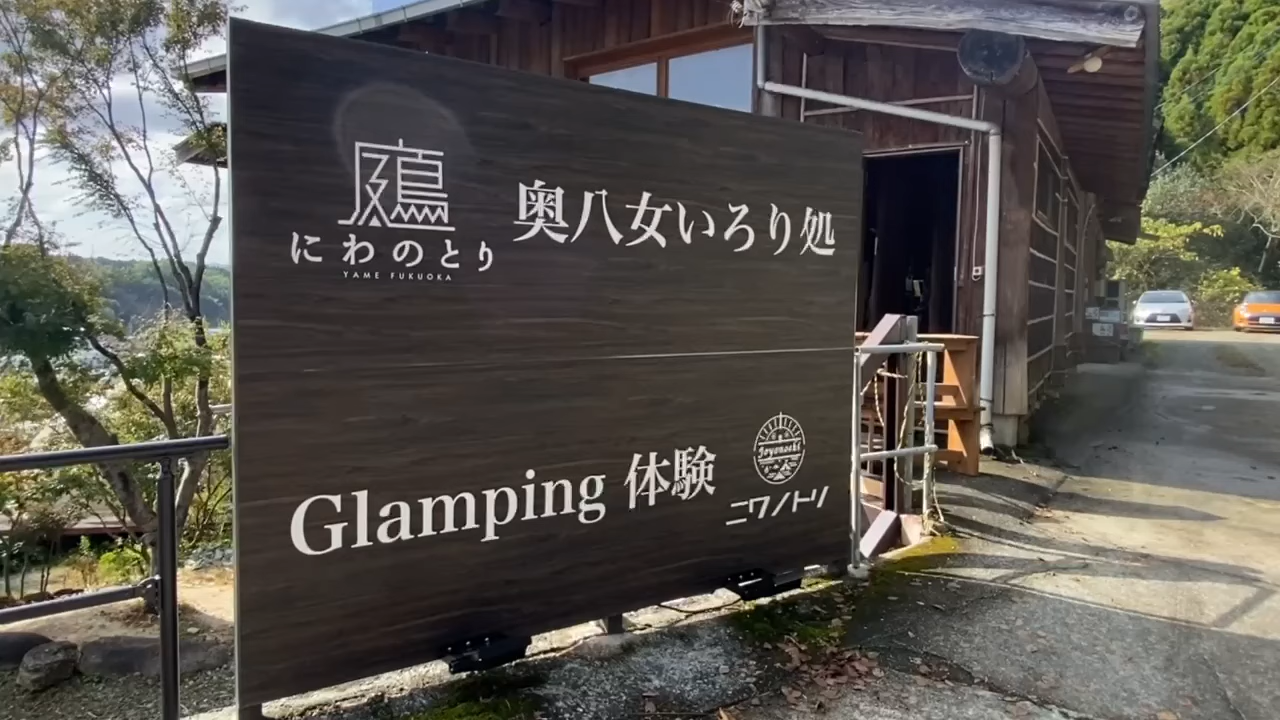 にわのとり
YAME FUKUOKA
奥八女いろり処
Glamping 体験
Joyonoshi
ニワノトリ